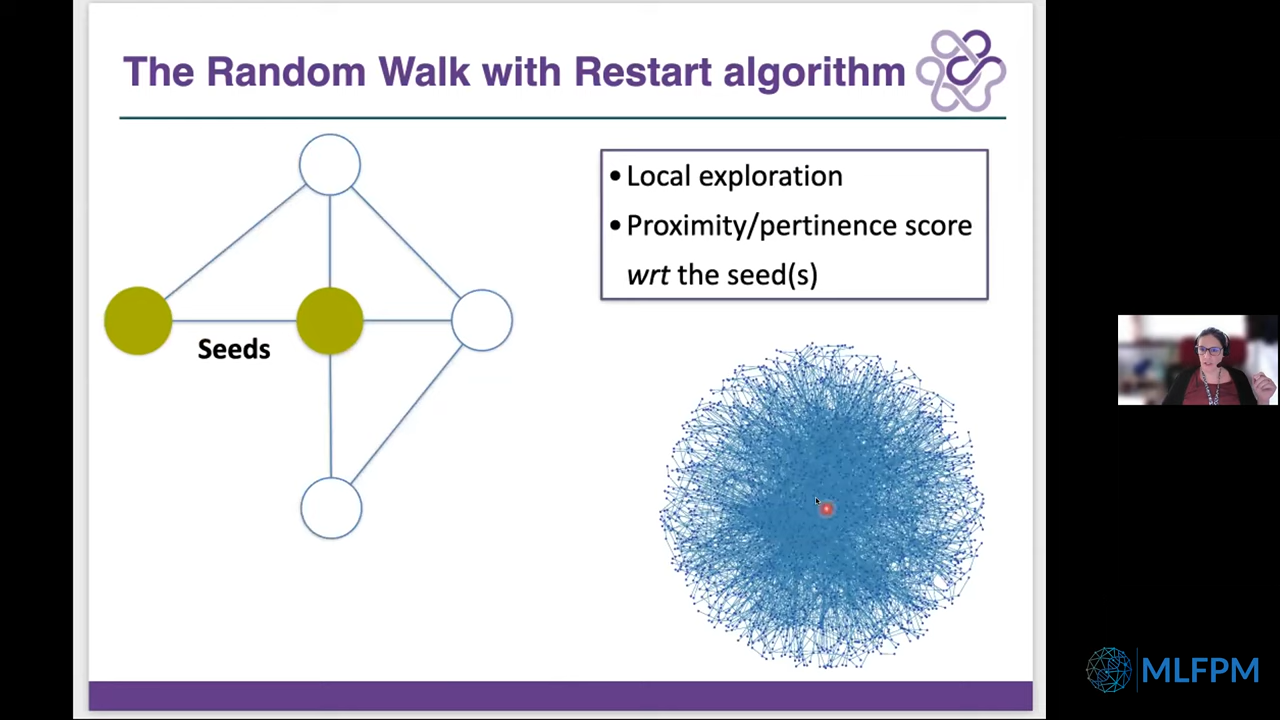 The Random Walk with Restart algorithm
• Local exploration
• Proximity/pertinence score
wrt the seed(s)
Seeds
MLFPM